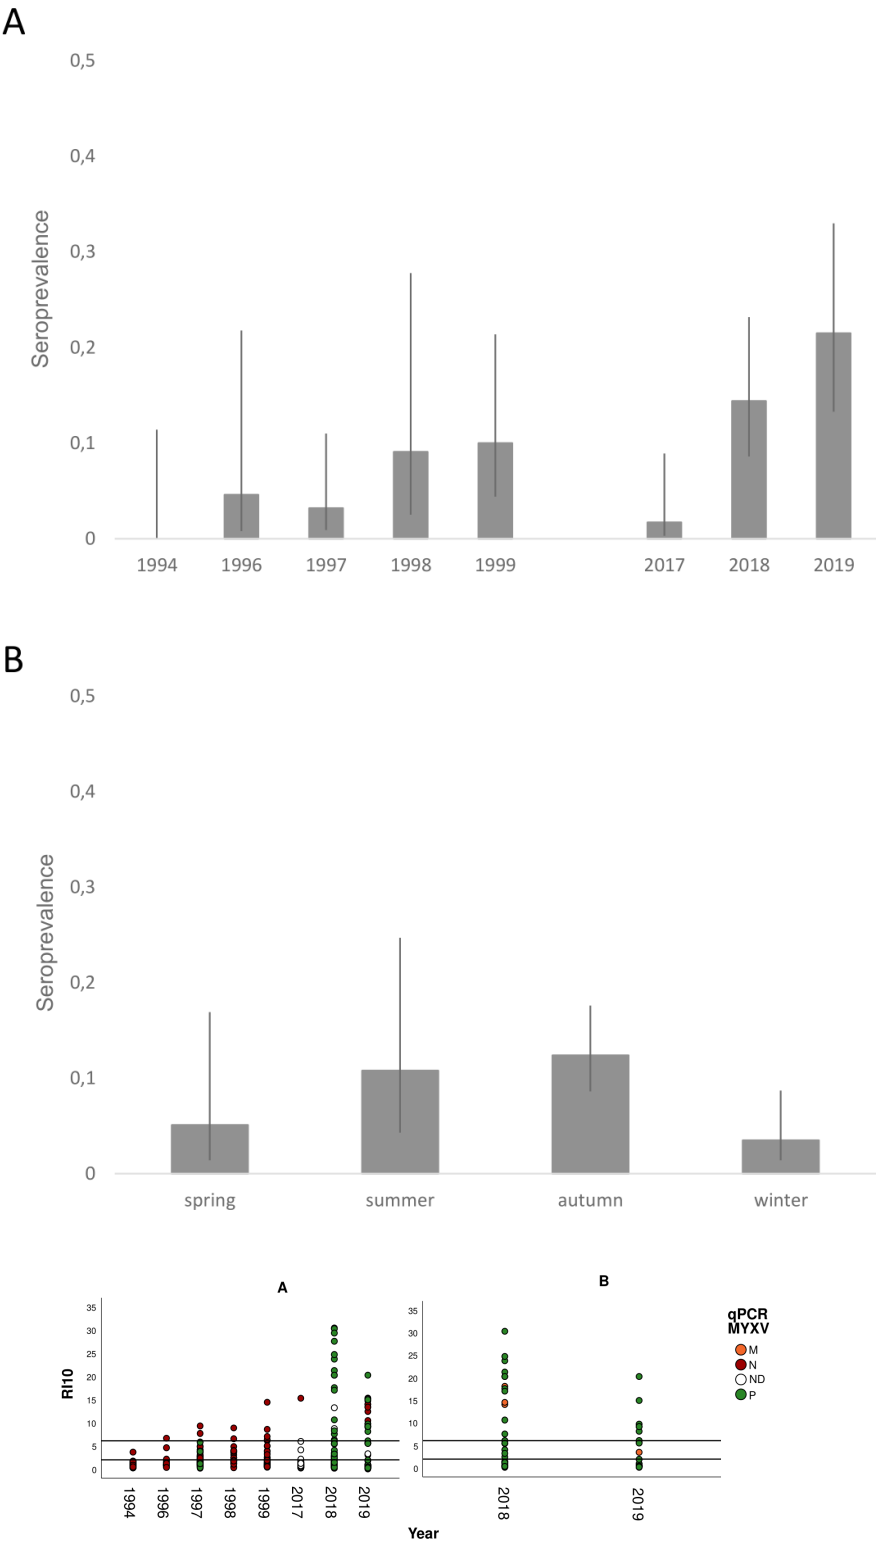 A
0,5
0,4
0,3
0,2
0,1
0
Seroprevalence
1994 1996 1997 1998 1999 2017 2018 2019
B
0,5
0,4
0,3
0,2
0,1
0
Seroprevalence
spring summer autumn winter
A
35
30
25
20
15
10
5
0
RI10
1994 1996 1997 1998 1999 2017 2018 2019
B
35
30
25
20
15
10
5
0
2018 2019
Year
qPCR
MYXV
M
N
ND
P